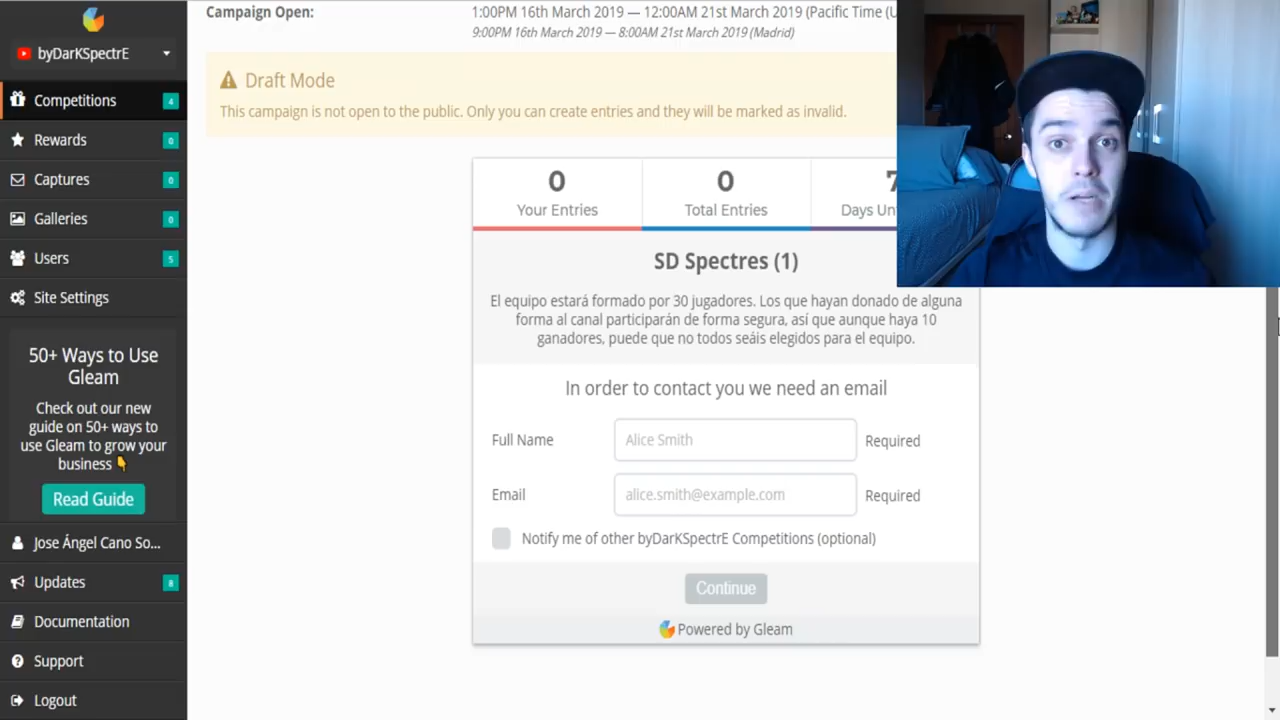 byDarKSpectrE
Competitions 4
Rewards 0
Captures 0
Galleries 0
Users 5
Site Settings
50+ Ways to Use
Gleam
Check out our new
guide on 50+ ways to
use Gleam to grow your
business
Read Guide
Jose Ángel Cano So...
Updates 8
Documentation
Support
Logout
Campaign Open:
1:00PM 16th March 2019 — 12:00AM 21st March 2019 (Pacific Time (U
9:00PM 16th March 2019 — 8:00AM 21st March 2019 (Madrid)
Draft Mode
This campaign is not open to the public. Only you can create entries and they will be marked as invalid.
0
Your Entries
0
Total Entries
7
Days Un
SD Spectres (1)
El equipo estará formado por 30 jugadores. Los que hayan donado de alguna
forma al canal participarán de forma segura, así que aunque haya 10
ganadores, puede que no todos seáis elegidos para el equipo.
In order to contact you we need an email
Full Name
Alice Smith
Required
Email
alice.smith@example.com
Required
Notify me of other byDarKSpectrE Competitions (optional)
Continue
Powered by Gleam